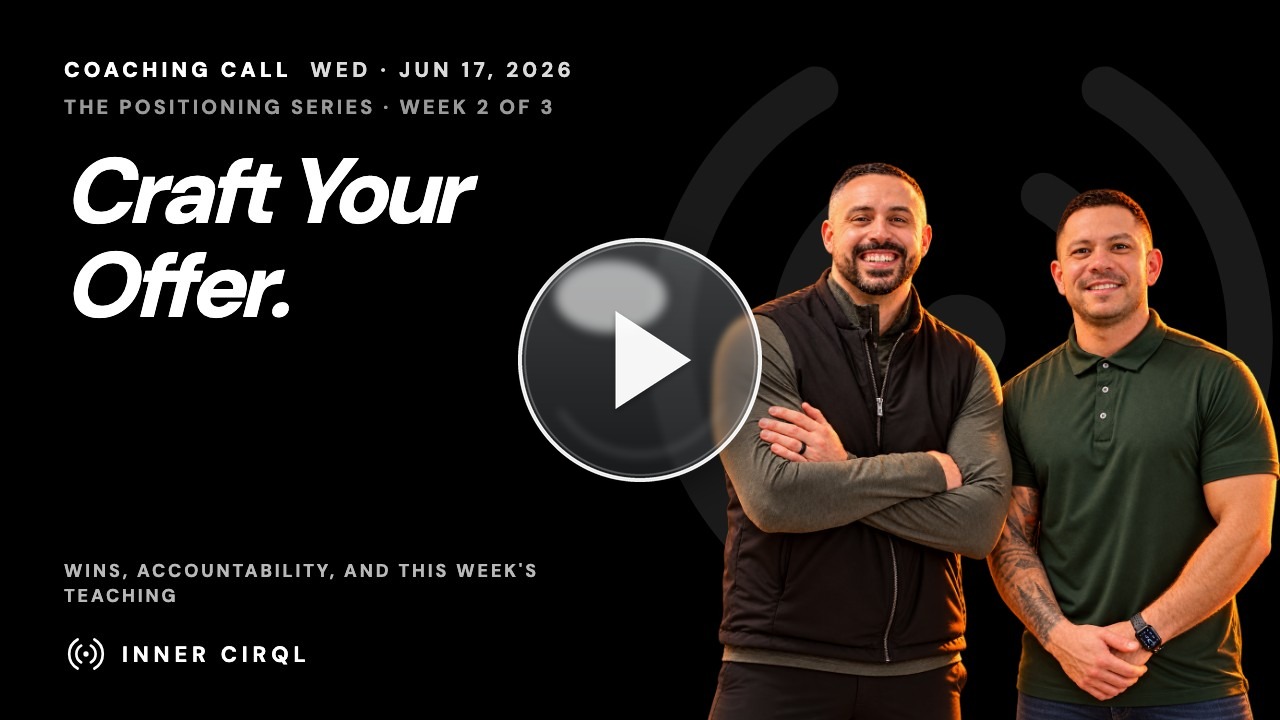 COACHING CALL WED · JUN 17, 2026
THE POSITIONING SERIES · WEEK 2 OF 3
Craft Your
Offer.
WINS, ACCOUNTABILITY, AND THIS WEEK'S
TEACHING
INNER CIRQL